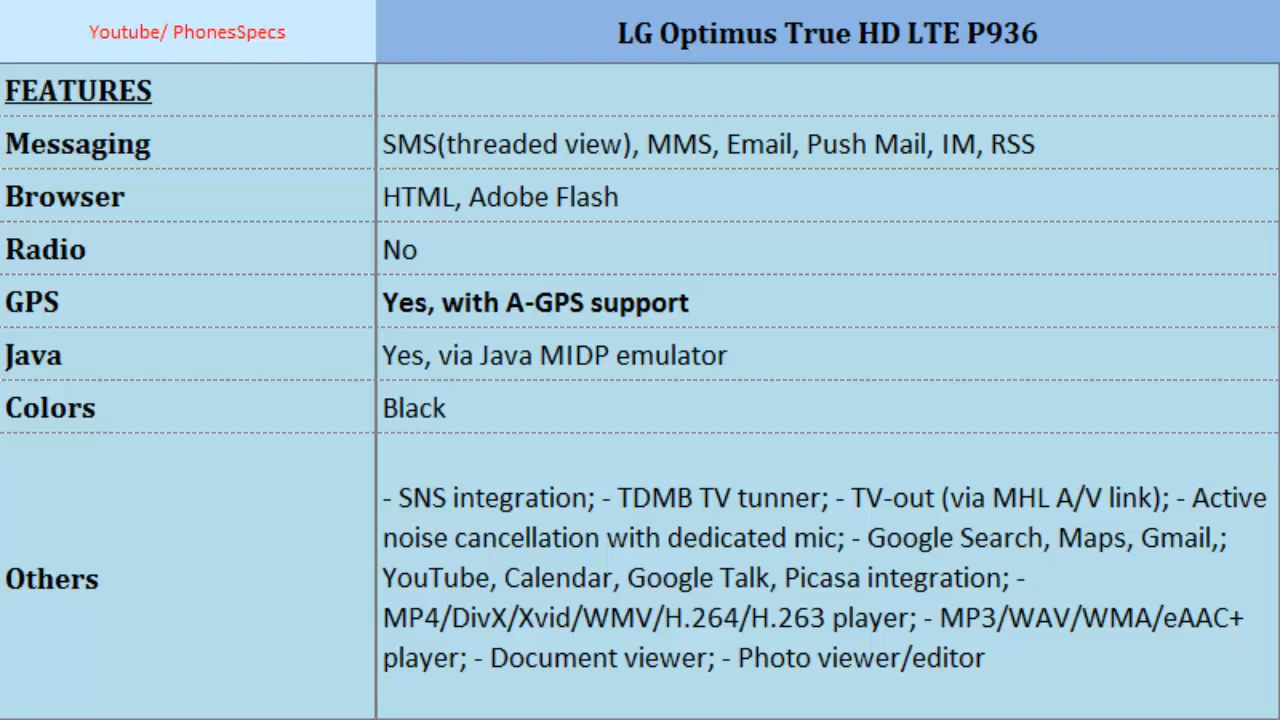 Youtube/ PhonesSpecs
LG Optimus True HD LTE P936
FEATURES
Messaging
SMS(threaded view), MMS, Email, Push Mail, IM, RSS
Browser
HTML, Adobe Flash
Radio
No
GPS
Yes, with A-GPS support
Java
Yes, via Java MIDP emulator
Colors
Black
Others
- SNS integration; - TDMB TV tunner; - TV-out (via MHL A/V link); - Active
noise cancellation with dedicated mic; - Google Search, Maps, Gmail,;
YouTube, Calendar, Google Talk, Picasa integration; -
MP4/DivX/Xvid/WMV/H.264/H.263 player; - MP3/WAV/WMA/eAAC+
player; - Document viewer; - Photo viewer/editor